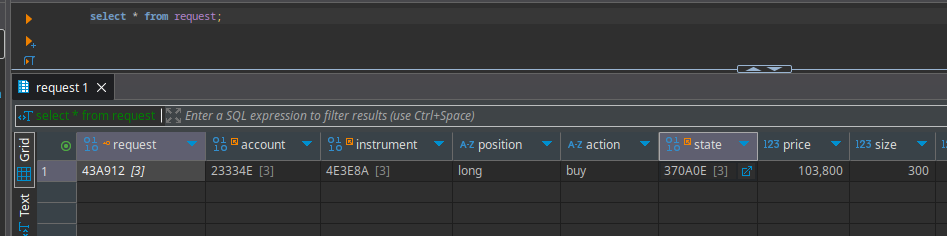 select * from request;
request 1
select * from request Enter a SQL expression to filter results (use Ctrl+Space)
Grid
request account instrument position action state price size
1 43A912 [3] 23334E [3] 4E3E8A [3] long buy 370A0E [3] 103,800 300
Text